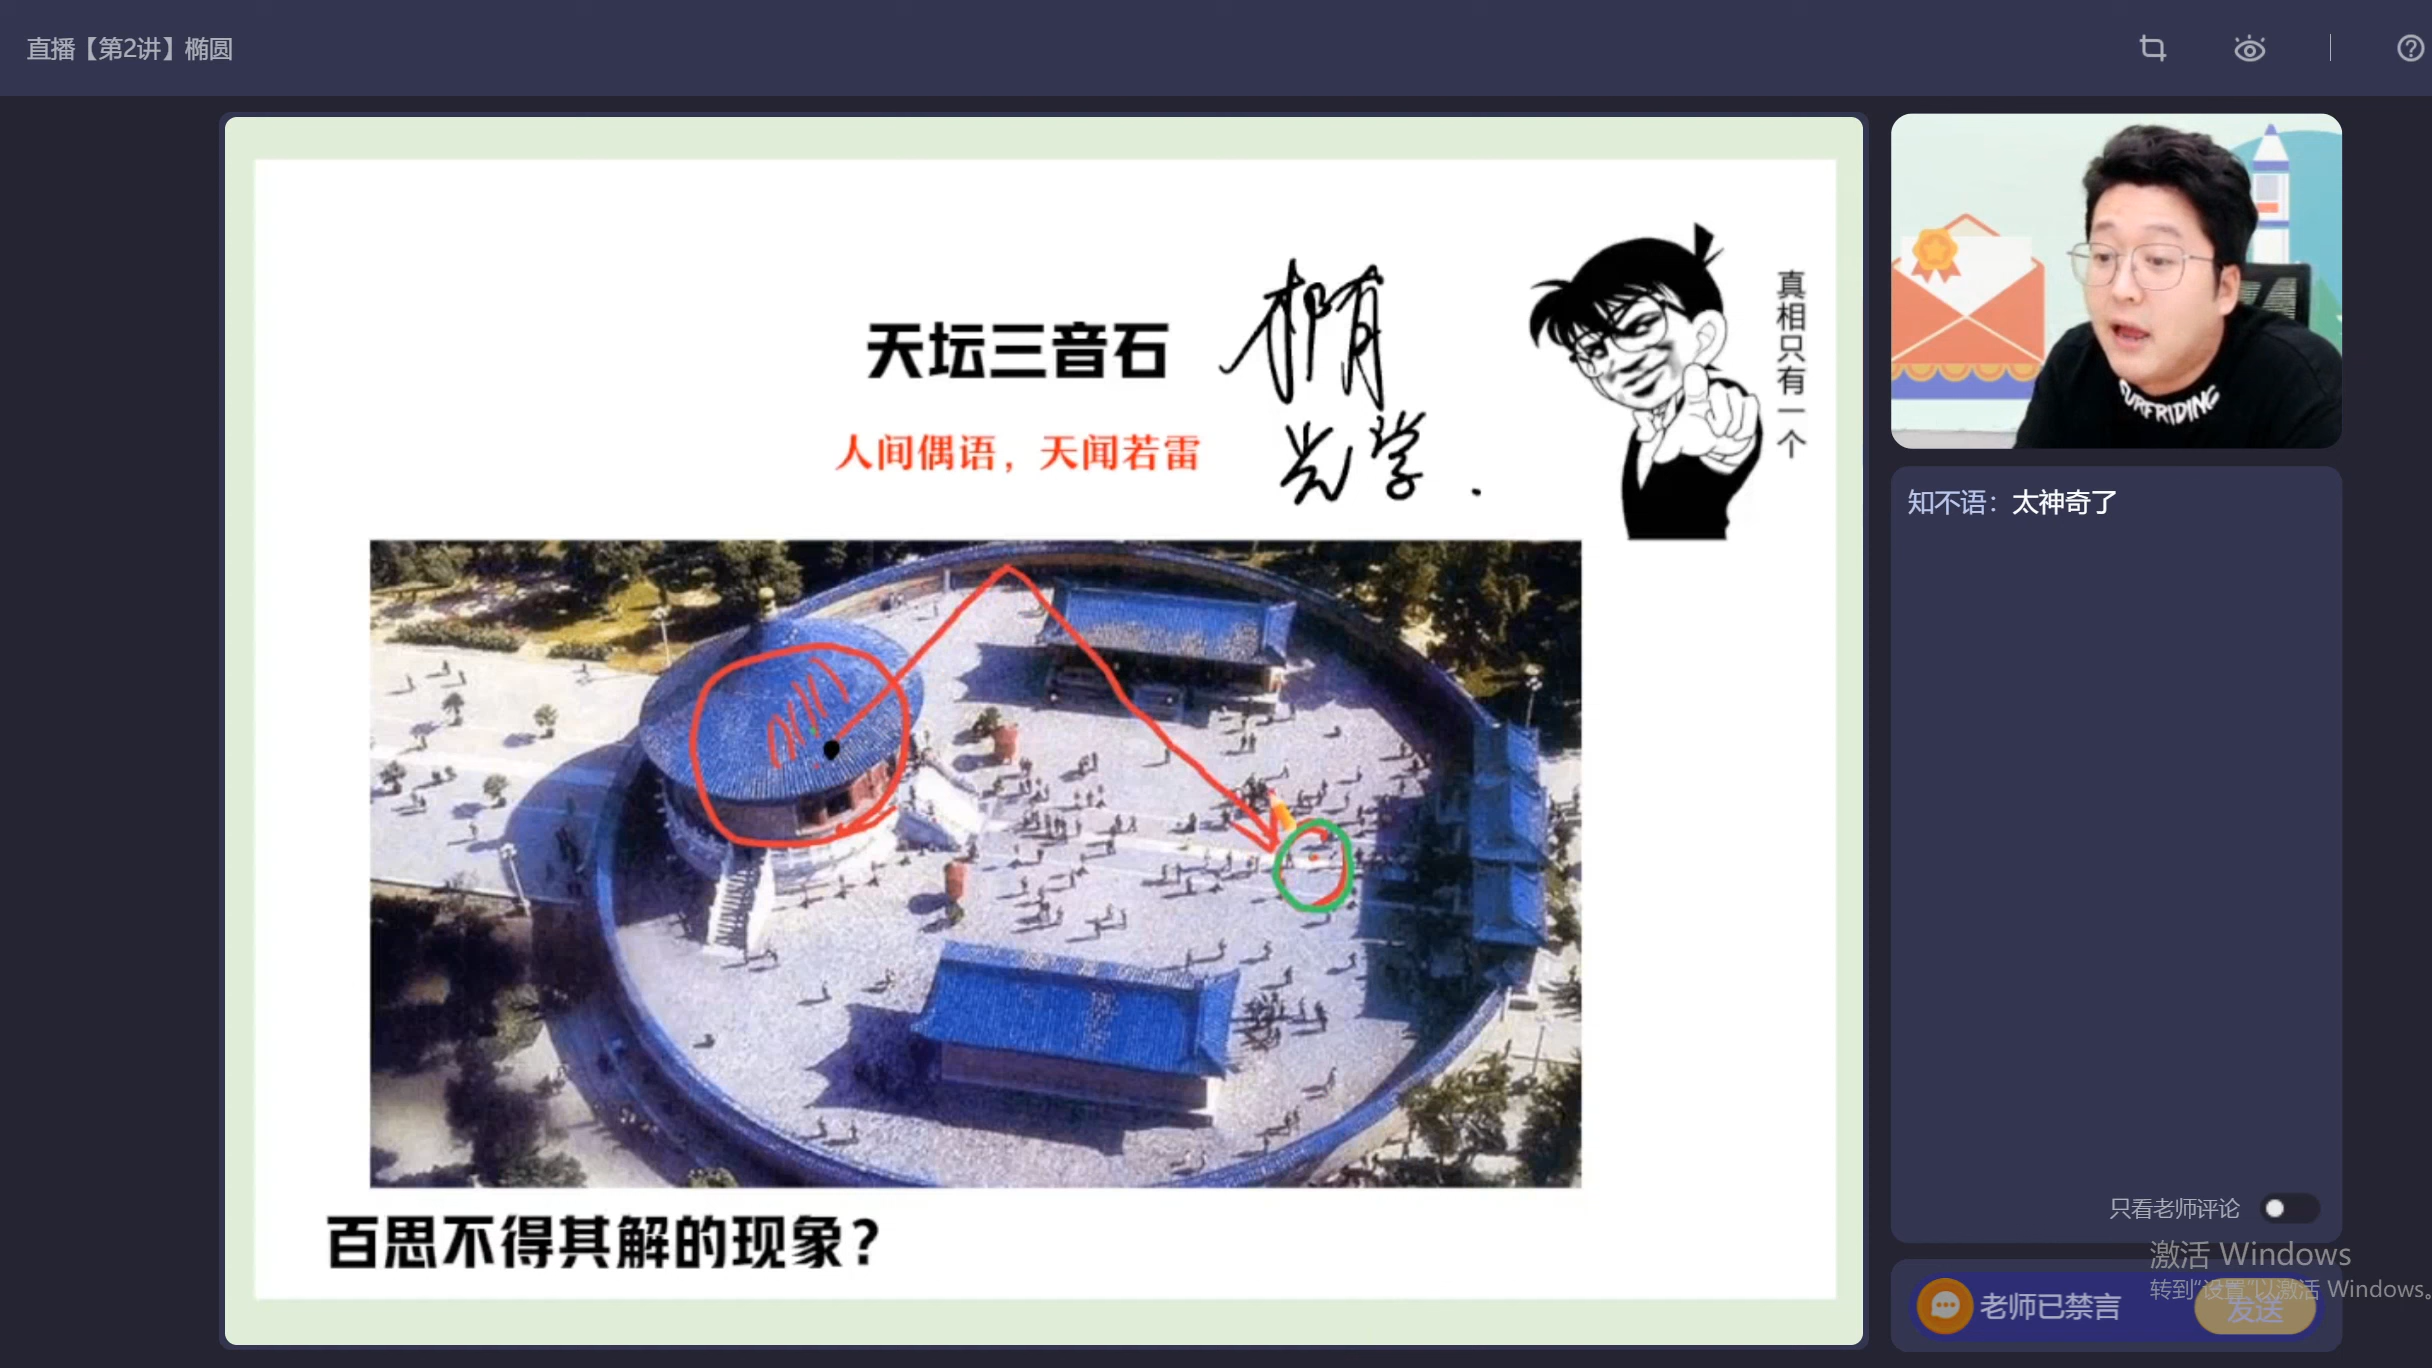 直播【第2讲】椭圆
天坛三音石
椭
光学.
人间偶语，天闻若雷
真相只有一个
百思不得其解的现象？
SURFRIDING
知不语：太神奇了
只看老师评论
激活 Windows
转到“设置”以激活 Windows。
老师已禁言
发送